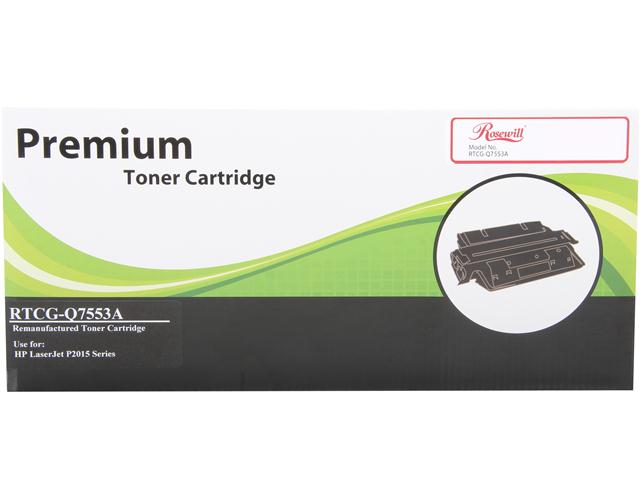 Premium
Toner Cartridge
Rosewill
Model No.
RTCG-Q7553A
RTCG-Q7553A
Remanufactured Toner Cartridge
Use for:
HP LaserJet P2015 Series